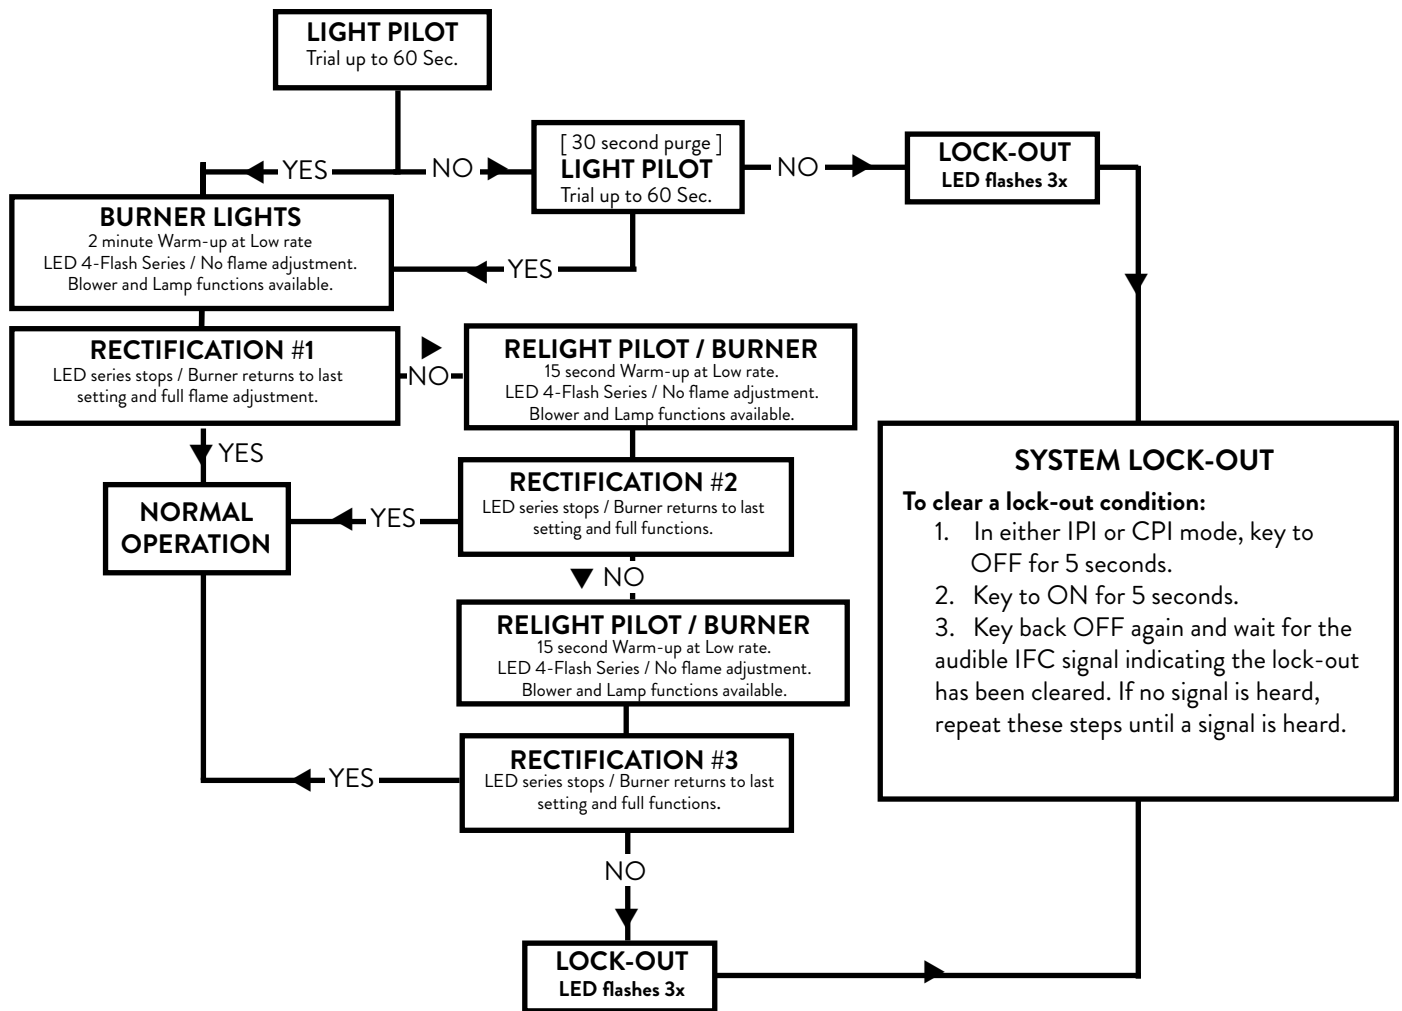 LIGHT PILOT
Trial up to 60 Sec.
YES
NO
[ 30 second purge ]
LIGHT PILOT
Trial up to 60 Sec.
NO
LOCK-OUT
LED flashes 3x
BURNER LIGHTS
2 minute Warm-up at Low rate
LED 4-Flash Series / No flame adjustment.
Blower and Lamp functions available.
YES
RECTIFICATION #1
LED series stops / Burner returns to last
setting and full flame adjustment.
NO
RELIGHT PILOT / BURNER
15 second Warm-up at Low rate.
LED 4-Flash Series / No flame adjustment.
Blower and Lamp functions available.
YES
RECTIFICATION #2
LED series stops / Burner returns to last
setting and full functions.
YES
NORMAL
OPERATION
NO
RELIGHT PILOT / BURNER
15 second Warm-up at Low rate.
LED 4-Flash Series / No flame adjustment.
Blower and Lamp functions available.
RECTIFICATION #3
LED series stops / Burner returns to last
setting and full functions.
YES
NO
LOCK-OUT
LED flashes 3x
SYSTEM LOCK-OUT
To clear a lock-out condition:
1. In either IPI or CPI mode, key to
OFF for 5 seconds.
2. Key to ON for 5 seconds.
3. Key back OFF again and wait for the
audible IFC signal indicating the lock-out
has been cleared. If no signal is heard,
repeat these steps until a signal is heard.